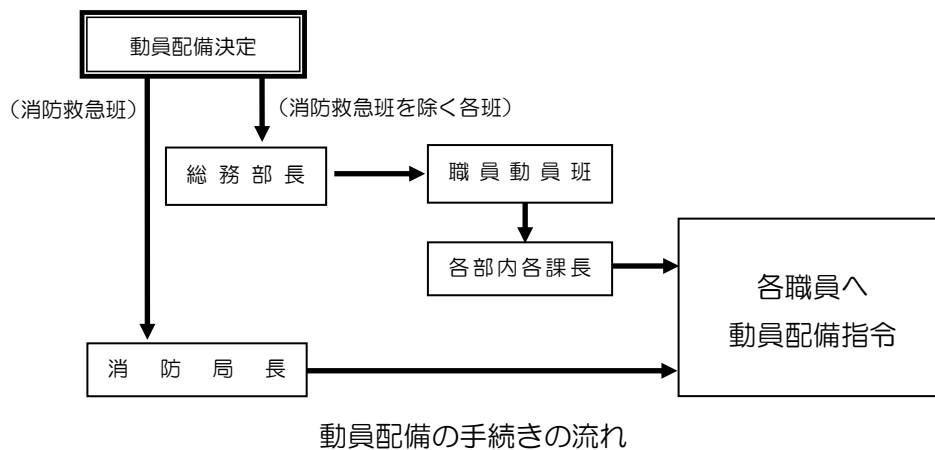 動員配備決定
（消防救急班）
（消防救急班を除く各班）
総務部長
職員動員班
各部内各課長
各職員へ
動員配備指令
消防局長
動員配備の手続きの流れ